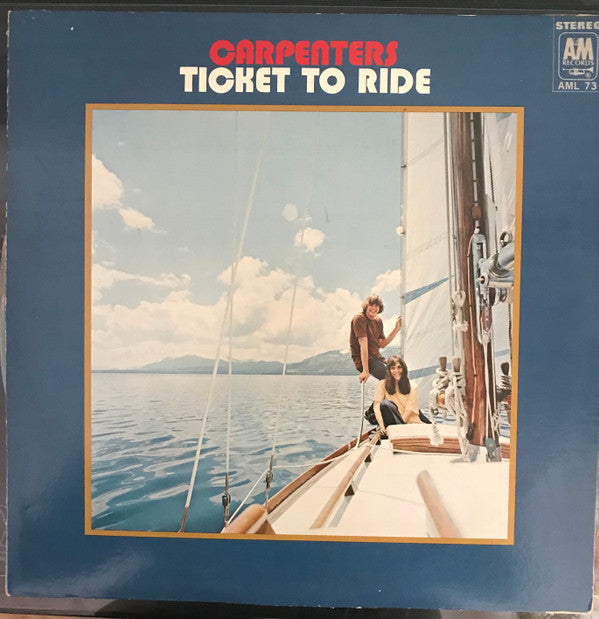 CARPENTERS
TICKET TO RIDE
STEREO
A&M
RECORDS
AML 73